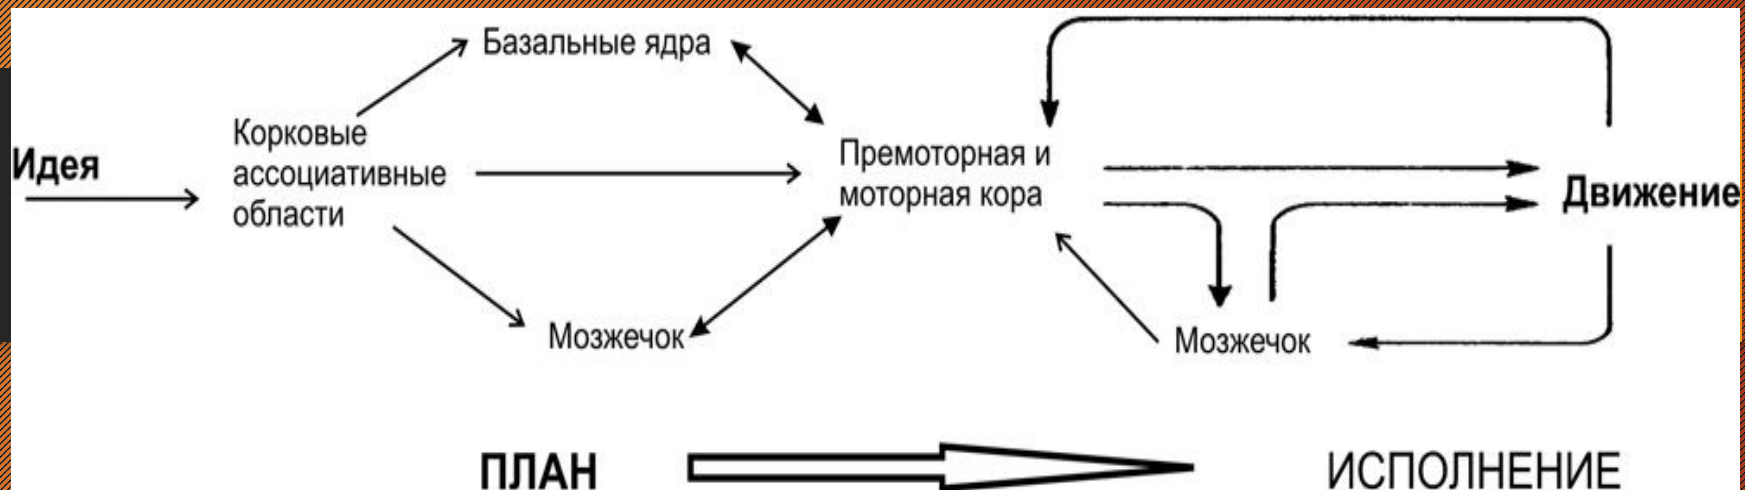 Базальные ядра
Корковые
ассоциативные
области
Идея
Премоторная и
моторная кора
Движение
Мозжечок
Мозжечок
ПЛАН
ИСПОЛНЕНИЕ